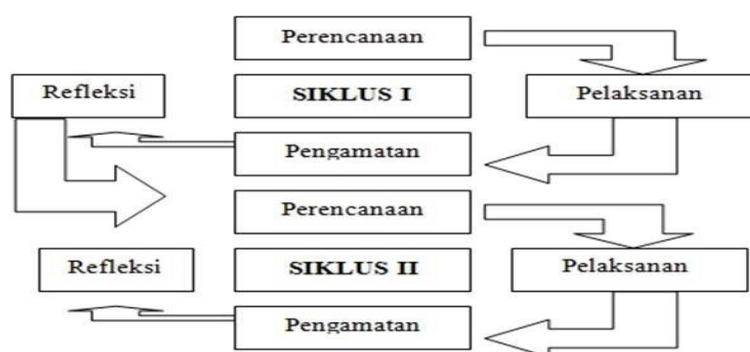 Perencanaan
Refleksi
SIKLUS I
Pelaksanan
Pengamatan
Perencanaan
Refleksi
SIKLUS II
Pelaksanan
Pengamatan